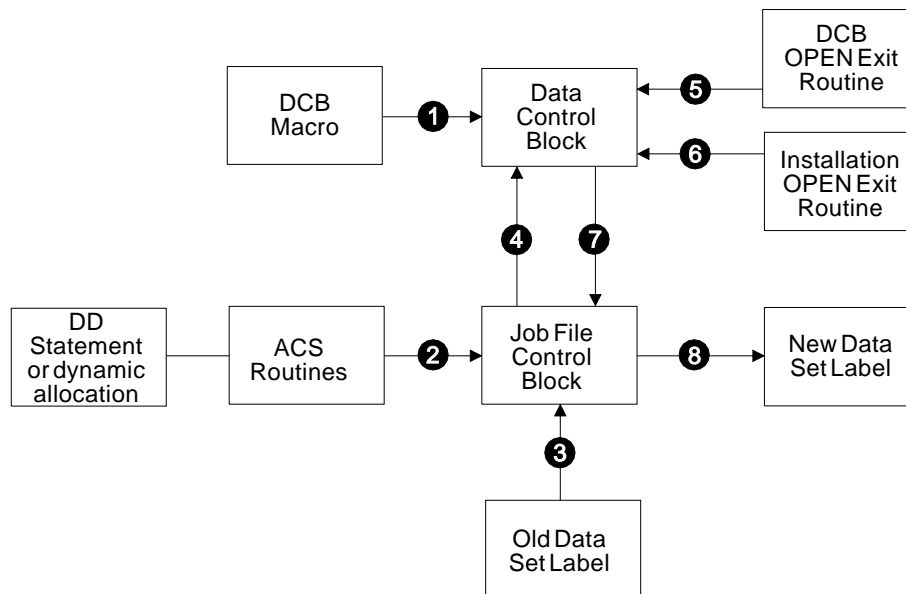 DCB
Macro
1
Data
Control
Block
5
DCB
OPEN Exit
Routine
6
Installation
OPEN Exit
Routine
4
7
DD
Statement
or dynamic
allocation
ACS
Routines
2
Job File
Control
Block
8
New Data
Set Label
3
Old Data
Set Label